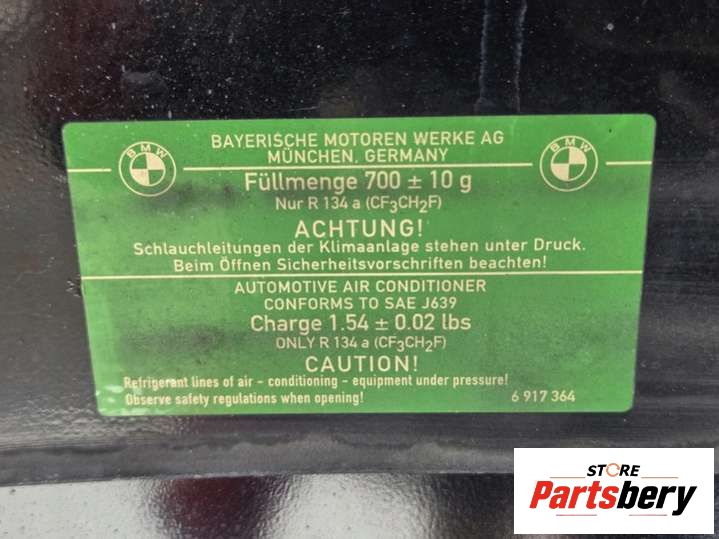 BMW
BMW
BAYERISCHE MOTOREN WERKE AG
MÜNCHEN, GERMANY
Füllmenge 700 ± 10 g
Nur R 134 a (CF₃CH₂F)
ACHTUNG!
Schlauchleitungen der Klimaanlage stehen unter Druck.
Beim Öffnen Sicherheitsvorschriften beachten!
AUTOMOTIVE AIR CONDITIONER
CONFORMS TO SAE J639
Charge 1.54 ± 0.02 lbs
ONLY R 134 a (CF₃CH₂F)
CAUTION!
Refrigerant lines of air - conditioning - equipment under pressure!
Observe safety regulations when opening!
6 917 364
STORE
Partsbery